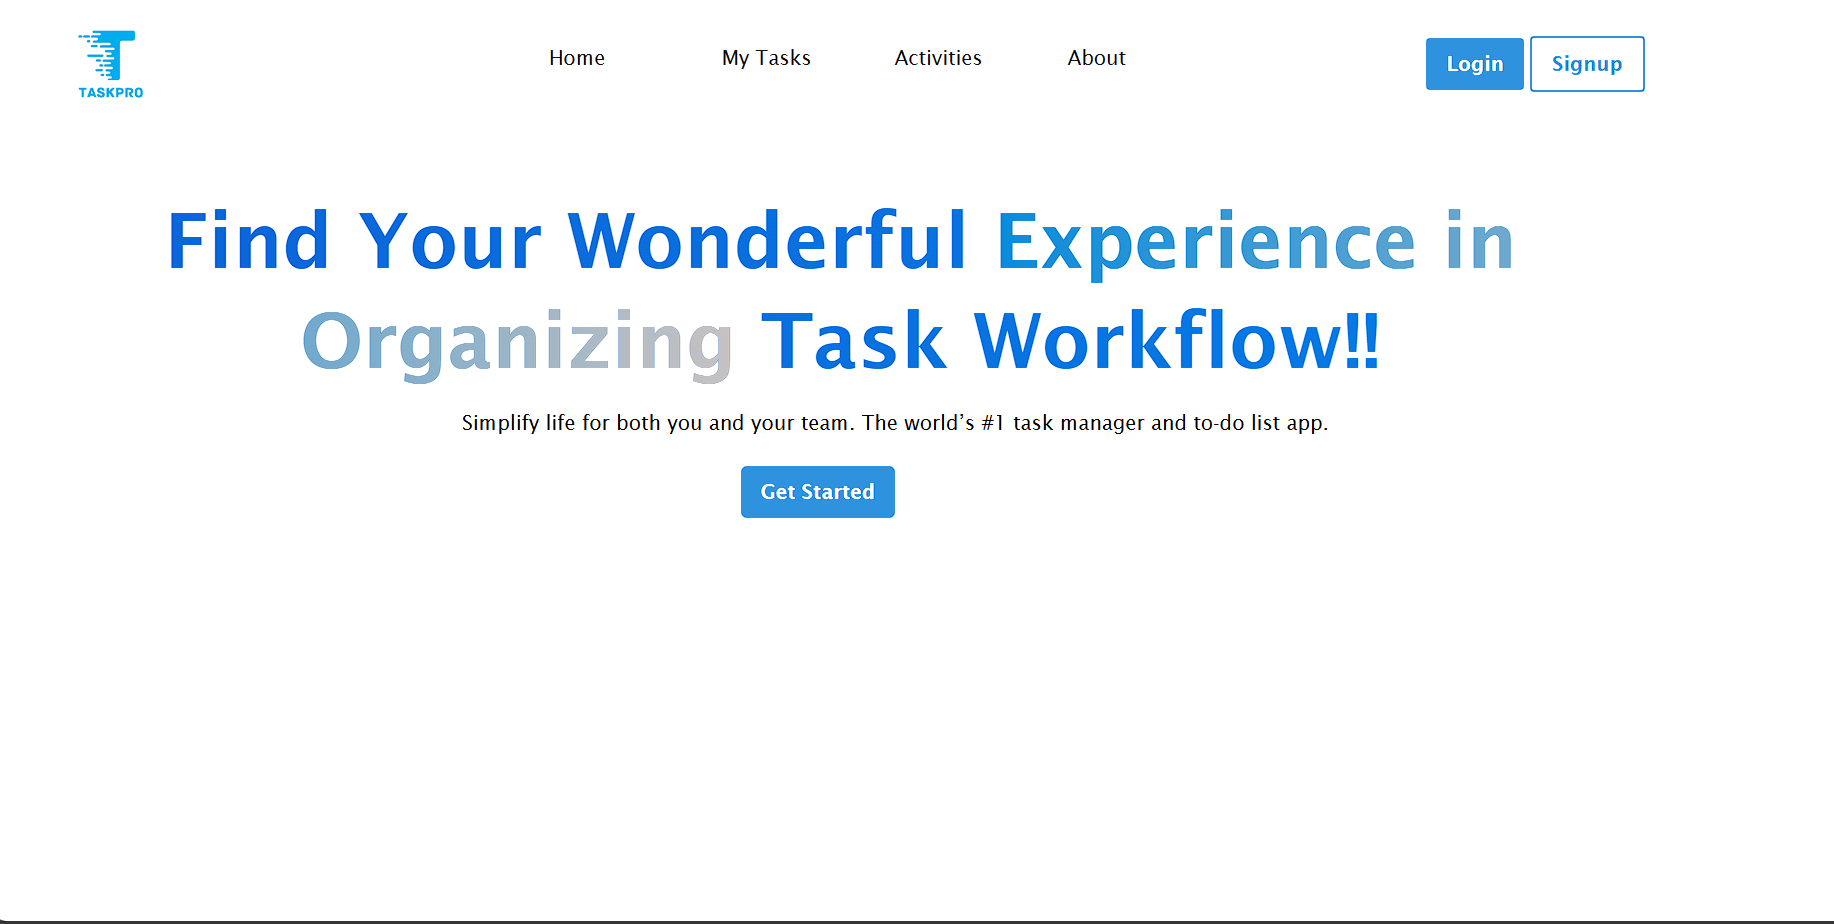 TASKPRO
Home
My Tasks
Activities
About
Login
Signup
Find Your Wonderful Experience in
Organizing Task Workflow!!
Simplify life for both you and your team. The world’s #1 task manager and to-do list app.
Get Started